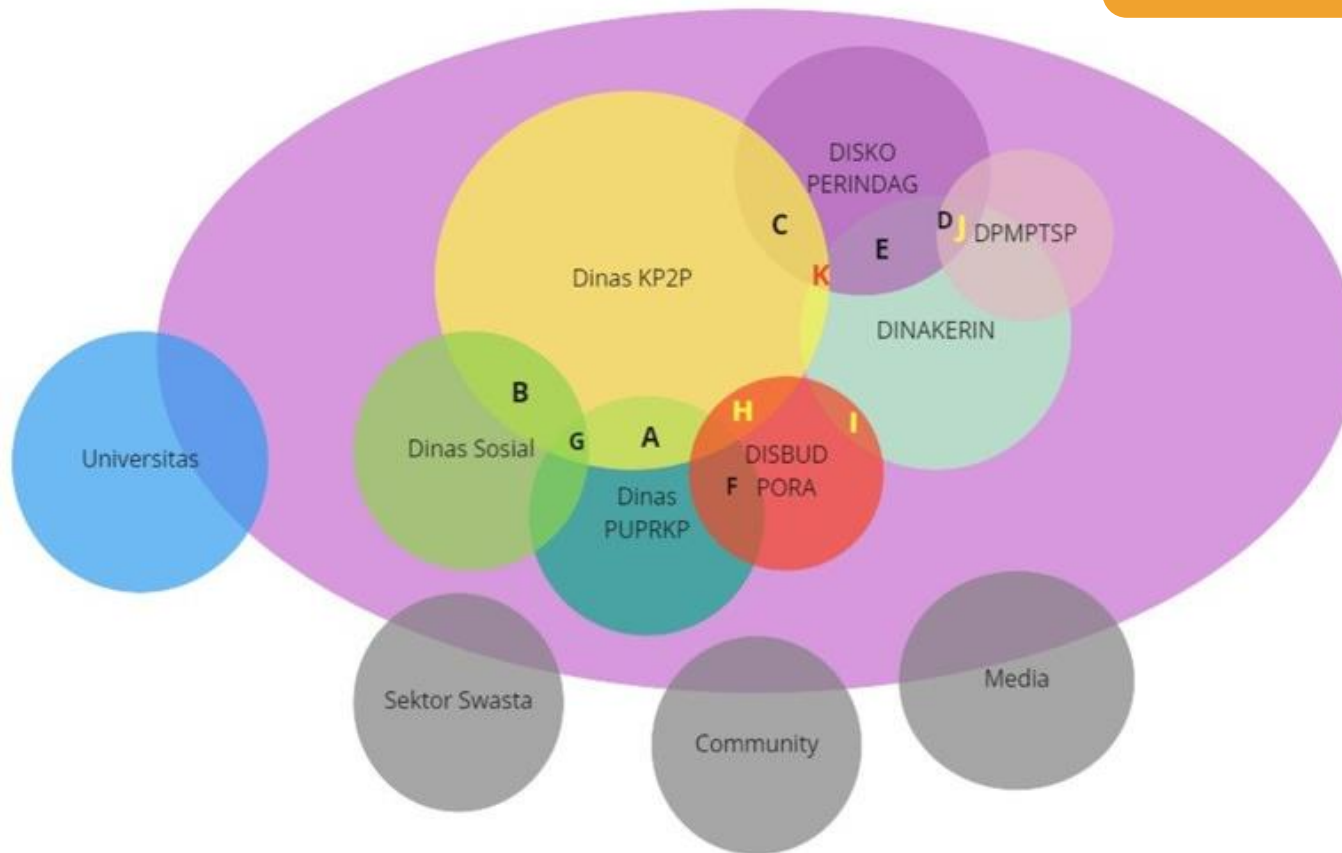 DISKO
PERINDAG
C
D
J
DPMPTSP
E
Dinas KP2P
K
DINAKERIN
B
H
I
Universitas
Dinas Sosial
G
A
DISBUD
PORA
F
Dinas
PUPRKP
Sektor Swasta
Community
Media